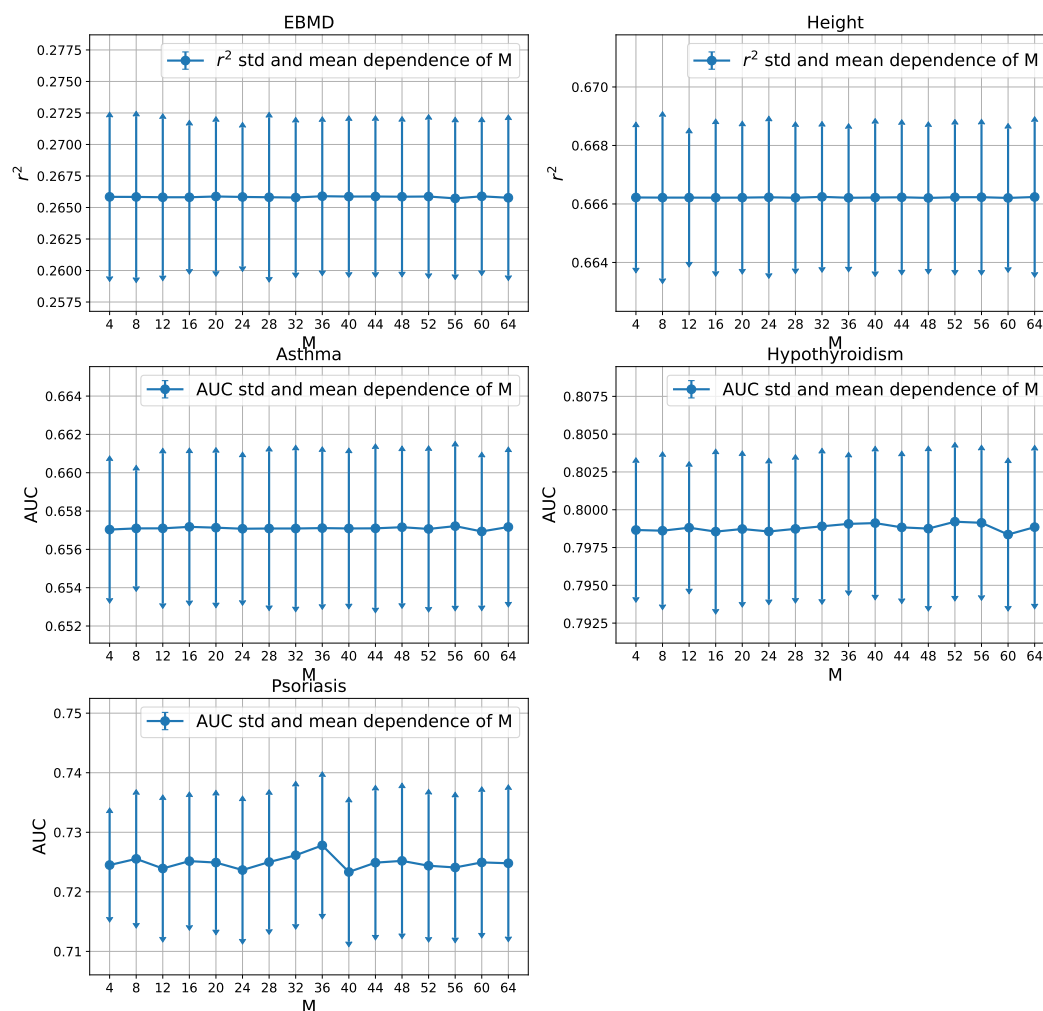 EBMD
r² std and mean dependence of M
0.2775
0.2750
0.2725
0.2700
0.2675
0.2650
0.2625
0.2600
0.2575
r²
4 8 12 16 20 24 28 32 36 40 44 48 52 56 60 64
M
Height
r² std and mean dependence of M
0.670
0.668
0.666
0.664
r²
4 8 12 16 20 24 28 32 36 40 44 48 52 56 60 64
M
Asthma
AUC std and mean dependence of M
0.664
0.662
0.660
0.658
0.656
0.654
0.652
AUC
4 8 12 16 20 24 28 32 36 40 44 48 52 56 60 64
M
Hypothyroidism
AUC std and mean dependence of M
0.8075
0.8050
0.8025
0.8000
0.7975
0.7950
0.7925
AUC
4 8 12 16 20 24 28 32 36 40 44 48 52 56 60 64
M
Psoriasis
AUC std and mean dependence of M
0.75
0.74
0.73
0.72
0.71
AUC
4 8 12 16 20 24 28 32 36 40 44 48 52 56 60 64
M